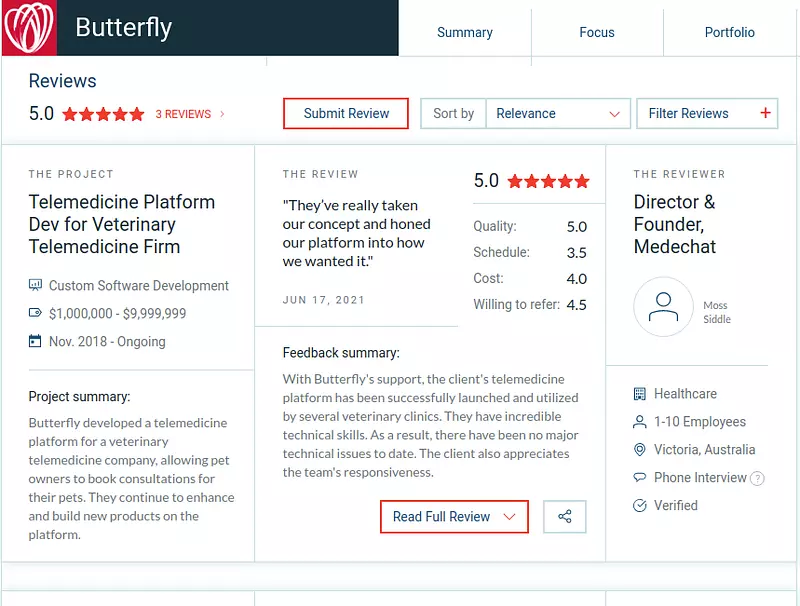 Butterfly
Summary
Focus
Portfolio
Reviews
5.0
3 REVIEWS
Submit Review
Sort by
Relevance
Filter Reviews
THE PROJECT
Telemedicine Platform
Dev for Veterinary
Telemedicine Firm
Custom Software Development
$1,000,000 - $9,999,999
Nov. 2018 - Ongoing
Project summary:
Butterfly developed a telemedicine
platform for a veterinary
telemedicine company, allowing pet
owners to book consultations for
their pets. They continue to enhance
and build new products on the
platform.
THE REVIEW
"They’ve really taken
our concept and honed
our platform into how
we wanted it."
JUN 17, 2021
5.0
Quality: 5.0
Schedule: 3.5
Cost: 4.0
Willing to refer: 4.5
Feedback summary:
With Butterfly's support, the client's telemedicine
platform has been successfully launched and utilized
by several veterinary clinics. They have incredible
technical skills. As a result, there have been no major
technical issues to date. The client also appreciates
the team's responsiveness.
Read Full Review
THE REVIEWER
Director &
Founder,
Medechat
Moss
Siddle
Healthcare
1-10 Employees
Victoria, Australia
Phone Interview ?
Verified